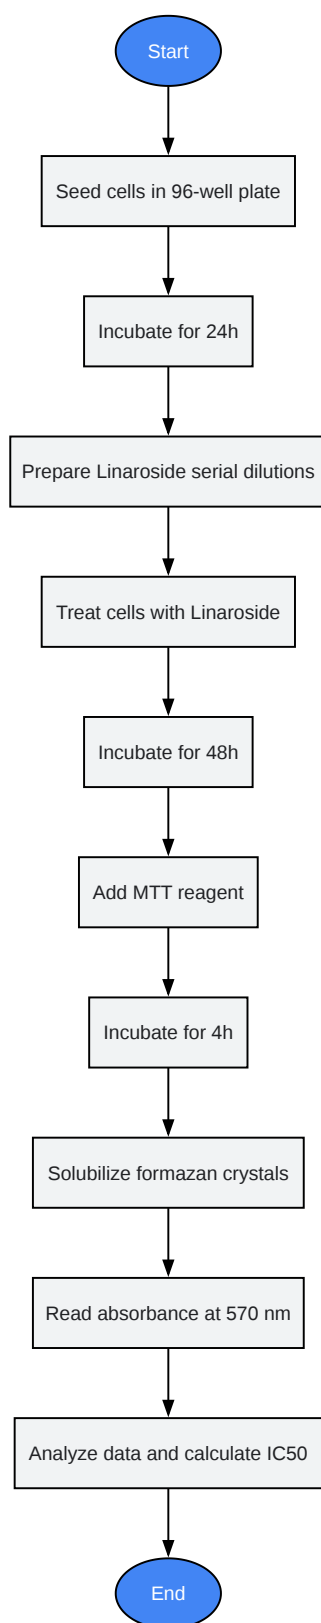 Start
Seed cells in 96-well plate
Incubate for 24h
Prepare Linaroside serial dilutions
Treat cells with Linaroside
Incubate for 48h
Add MTT reagent
Incubate for 4h
Solubilize formazan crystals
Read absorbance at 570 nm
Analyze data and calculate IC50
End